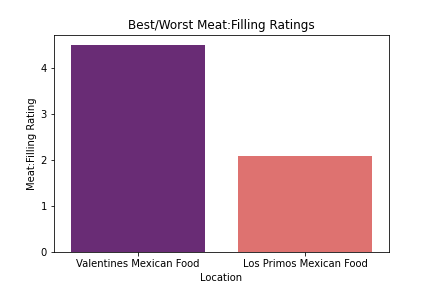 Best/Worst Meat:Filling Ratings
Meat:Filling Rating
4
3
2
1
0
Valentines Mexican Food
Los Primos Mexican Food
Location